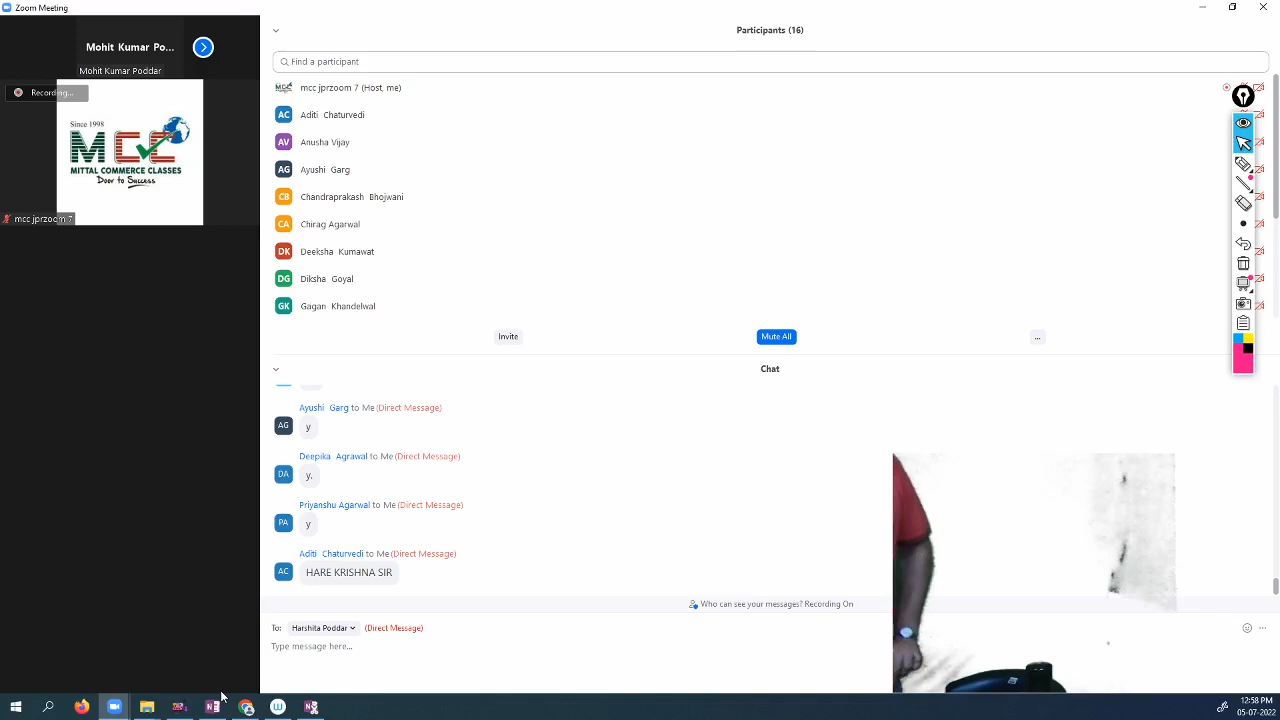 Zoom Meeting
Mohit Kumar Po...
Mohit Kumar Poddar
Recording...
Since 1998
MCC
MITTAL COMMERCE CLASSES
Door to Success
mcc jprzoom 7
Participants (16)
Find a participant
MCC
mcc jprzoom 7 (Host, me)
AC
Aditi Chaturvedi
AV
Anusha Vijay
AG
Ayushi Garg
CB
Chandraprakash Bhojwani
CA
Chirag Agarwal
DK
Deeksha Kumawat
DG
Diksha Goyal
GK
Gagan Khandelwal
Invite
Mute All
...
Chat
Ayushi Garg to Me (Direct Message)
AG
y
Deepika Agrawal to Me (Direct Message)
DA
y.
Priyanshu Agarwal to Me (Direct Message)
PA
y
Aditi Chaturvedi to Me (Direct Message)
AC
HARE KRISHNA SIR
Who can see your messages? Recording On
To: Harshita Poddar (Direct Message)
Type message here...
12:58 PM
05-07-2022